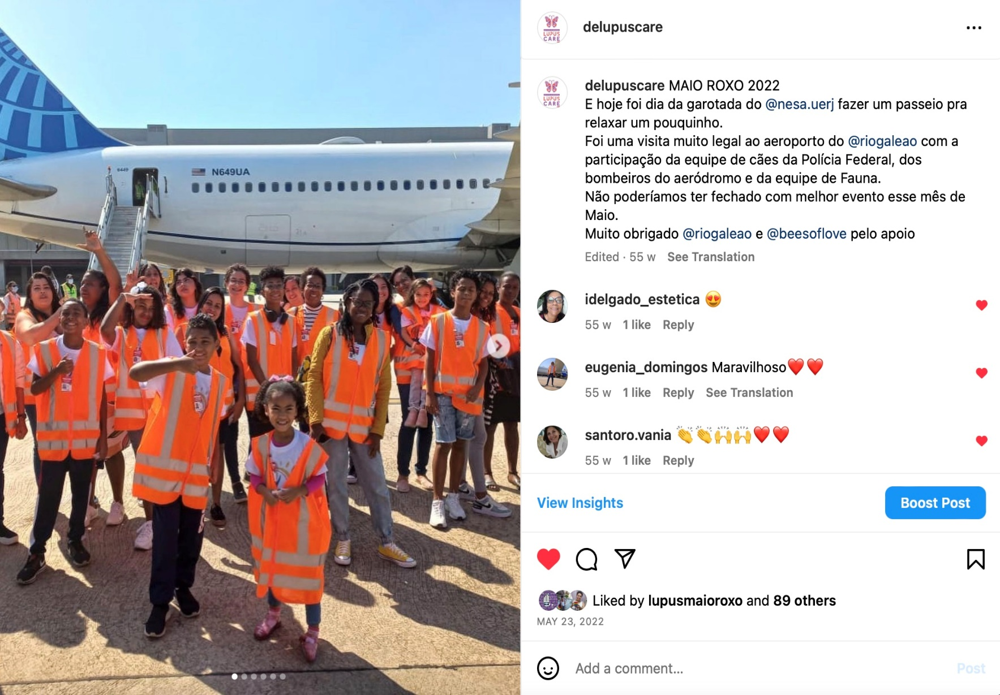 6449
N649UA
LUPUS
CARE
delupuscare
LUPUS
CARE
delupuscare MAIO ROXO 2022
E hoje foi dia da garotada do @nesa.uerj fazer um passeio pra
relaxar um pouquinho.
Foi uma visita muito legal ao aeroporto do @riogaleao com a
participação da equipe de cães da Polícia Federal, dos
bombeiros do aeródromo e da equipe de Fauna.
Não poderíamos ter fechado com melhor evento esse mês de
Maio.
Muito obrigado @riogaleao e @beesoflove pelo apoio
Edited · 55 w See Translation
idelgado_estetica 😍
55 w 1 like Reply
eugenia_domingos Maravilhoso❤️❤️
55 w 1 like Reply See Translation
santoro.vania 👏👏🙌🙌❤️❤️
55 w 1 like Reply
View Insights
Boost Post
Liked by lupusmaioroxo and 89 others
MAY 23, 2022
Add a comment...
Post